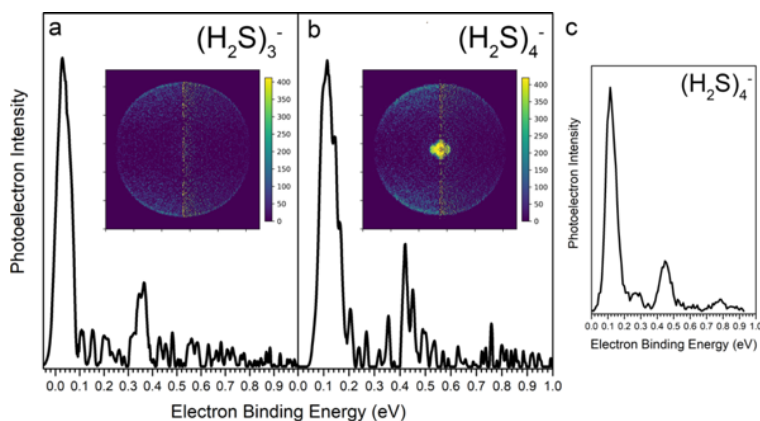 a
(H₂S)₃⁻
400
350
300
250
200
150
100
50
0
b
(H₂S)₄⁻
400
350
300
250
200
150
100
50
0
c
(H₂S)₄⁻
Photoelectron Intensity
Photoelectron Intensity
0.0 0.1 0.2 0.3 0.4 0.5 0.6 0.7 0.8 0.9
0.0 0.1 0.2 0.3 0.4 0.5 0.6 0.7 0.8 0.9 1.0
Electron Binding Energy (eV)
0.0 0.1 0.2 0.3 0.4 0.5 0.6 0.7 0.8 0.9 1.0
Electron Binding Energy (eV)